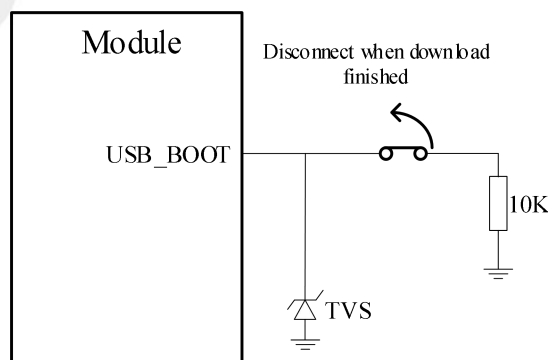 Module
Disconnect when download
finished
USB_BOOT
10K
TVS